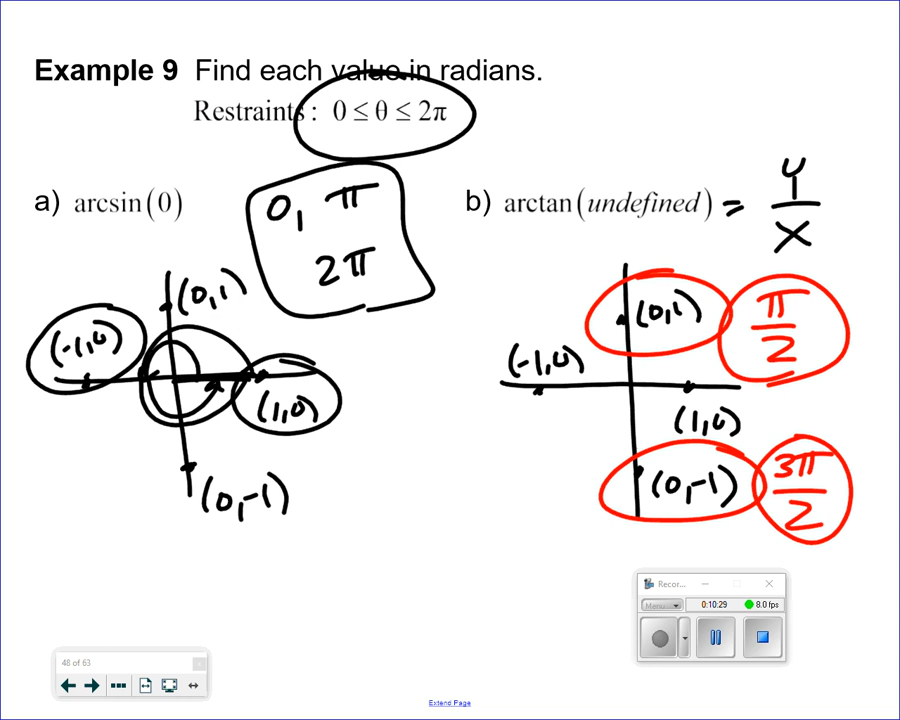 Example 9 Find each value in radians.
Restraints: 0 ≤ θ ≤ 2π
a) arcsin(0)
0, π
2π
(0,1)
(-1,0)
(1,0)
(0,-1)
b) arctan(undefined) = y/x
(0,1)
π/2
(-1,0)
(1,0)
(0,-1)
3π/2
Recor...
Menu
0:10:29
8.0 fps
48 of 63
Extend Page